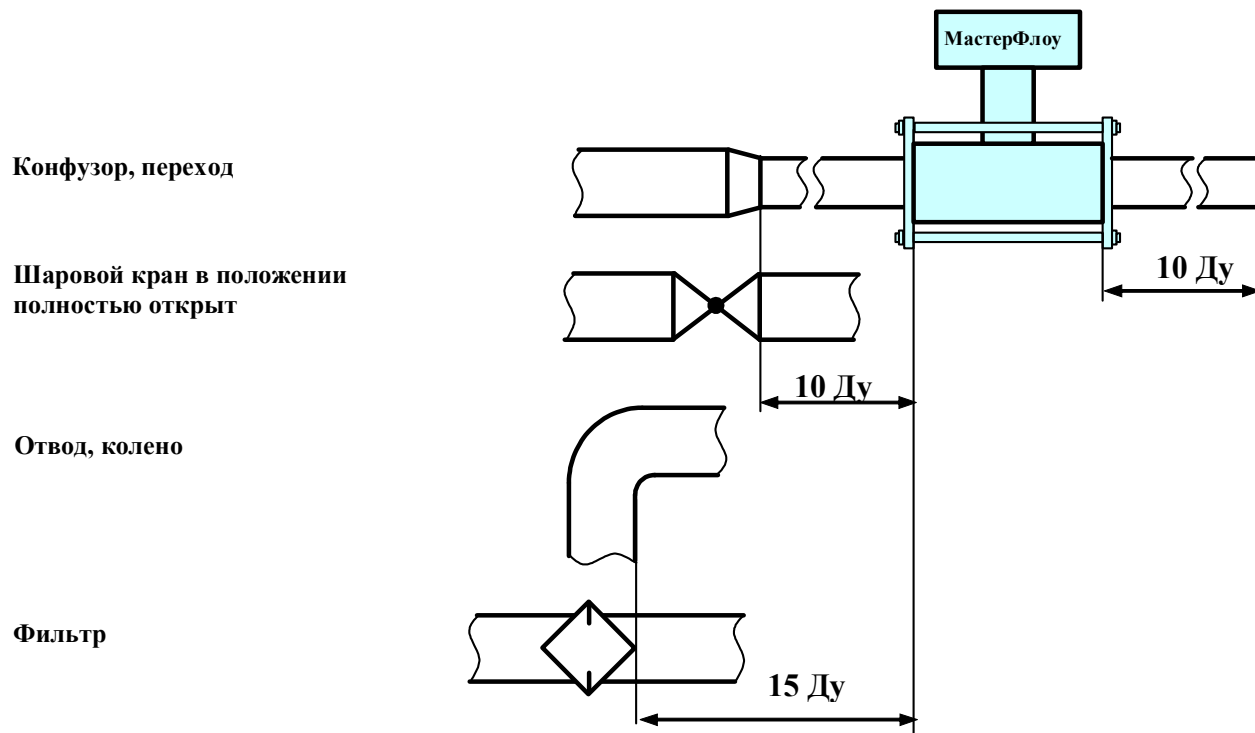 МастерФлоу
Конфузор, переход
Шаровой кран в положении
полностью открыт
10 Ду
10 Ду
Отвод, колено
Фильтр
15 Ду